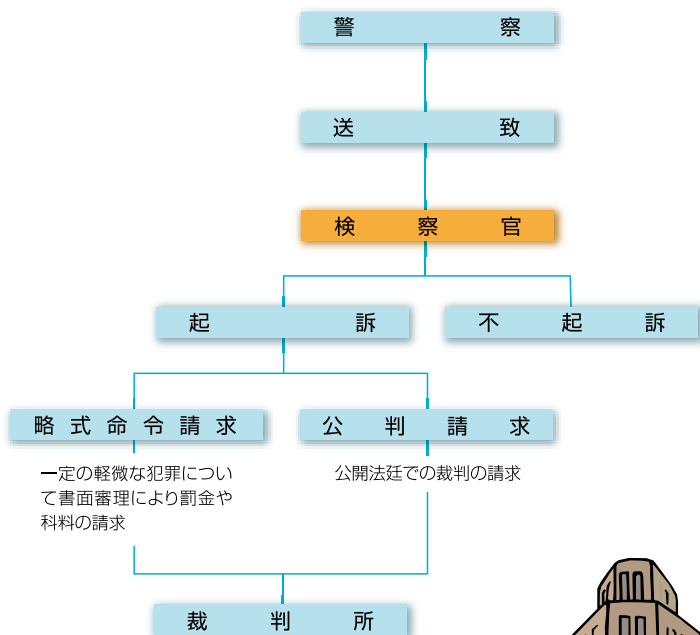 警察
送致
検察官
起訴
不起訴
略式命令請求
公判請求
一定の軽微な犯罪につい
て書面審理により罰金や
科料の請求
公開法廷での裁判の請求
裁判所